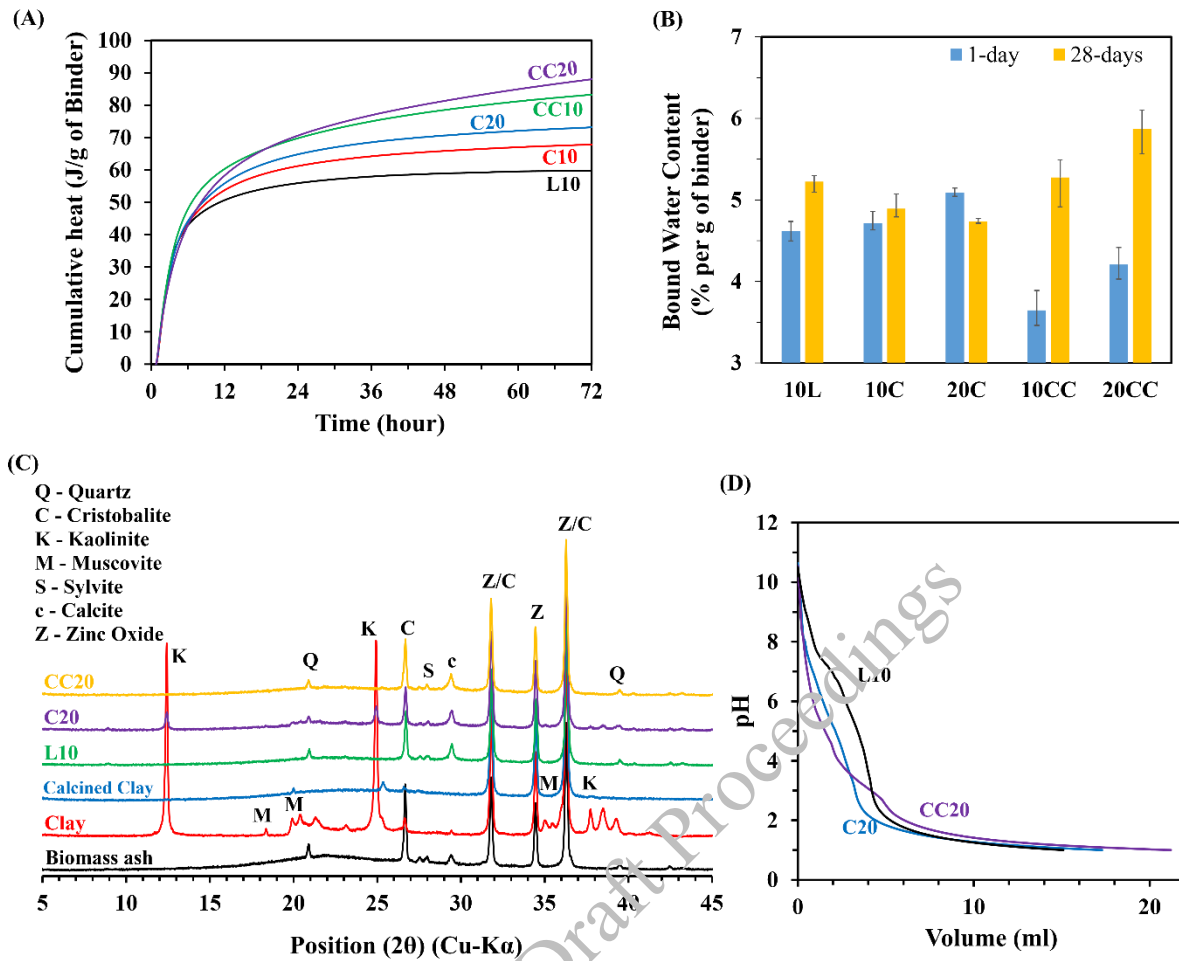 (A)
Cumulative heat (J/g of Binder)
100
90
80
70
60
50
40
30
20
10
0
CC20
CC10
C20
C10
L10
0 12 24 36 48 60 72
Time (hour)
(B)
Bound Water Content
(% per g of binder)
7
6
5
4
3
1-day 28-days
10L 10C 20C 10CC 20CC
(C)
Q - Quartz
C - Cristobalite
K - Kaolinite
M - Muscovite
S - Sylvite
c - Calcite
Z - Zinc Oxide
Z/C
Z/C
K K C Z
Q S c Q
CC20
C20
L10
Calcined Clay
M K
M M
Clay
Biomass ash
5 10 15 20 25 30 35 40 45
Position (2θ) (Cu-Kα)
(D)
pH
12
10
8
6
4
2
0
L10
CC20
C20
0 10 20
Volume (ml)
Draft Proceedings